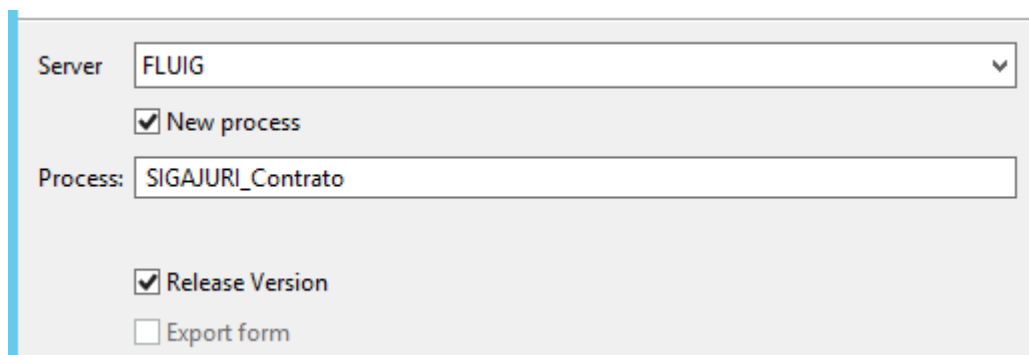 Server FLUIG
New process
Process: SIGAJURI_Contrato
Release Version
Export form